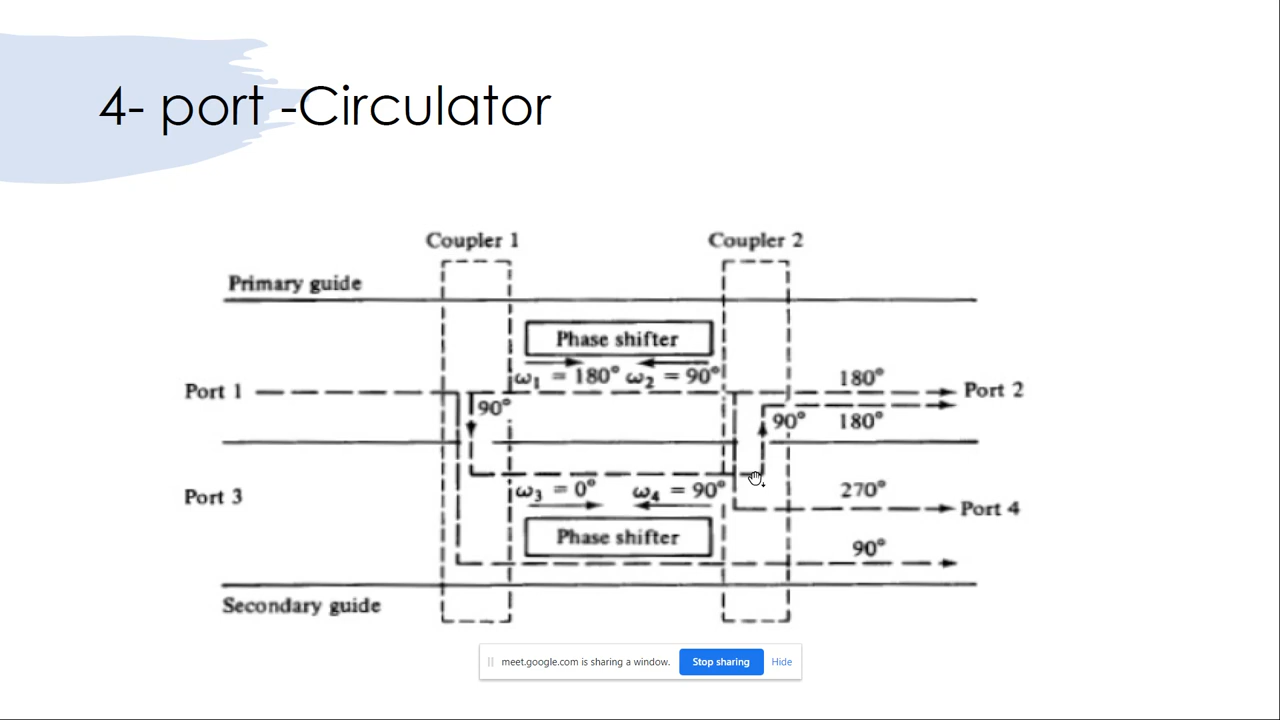 4- port -Circulator
Coupler 1
Coupler 2
Primary guide
Phase shifter
ω₁ = 180° ω₂ = 90°
180°
Port 1
Port 2
90°
90°
180°
ω₃ = 0°
ω₄ = 90°
270°
Port 3
Port 4
Phase shifter
90°
Secondary guide
meet.google.com is sharing a window.
Stop sharing
Hide